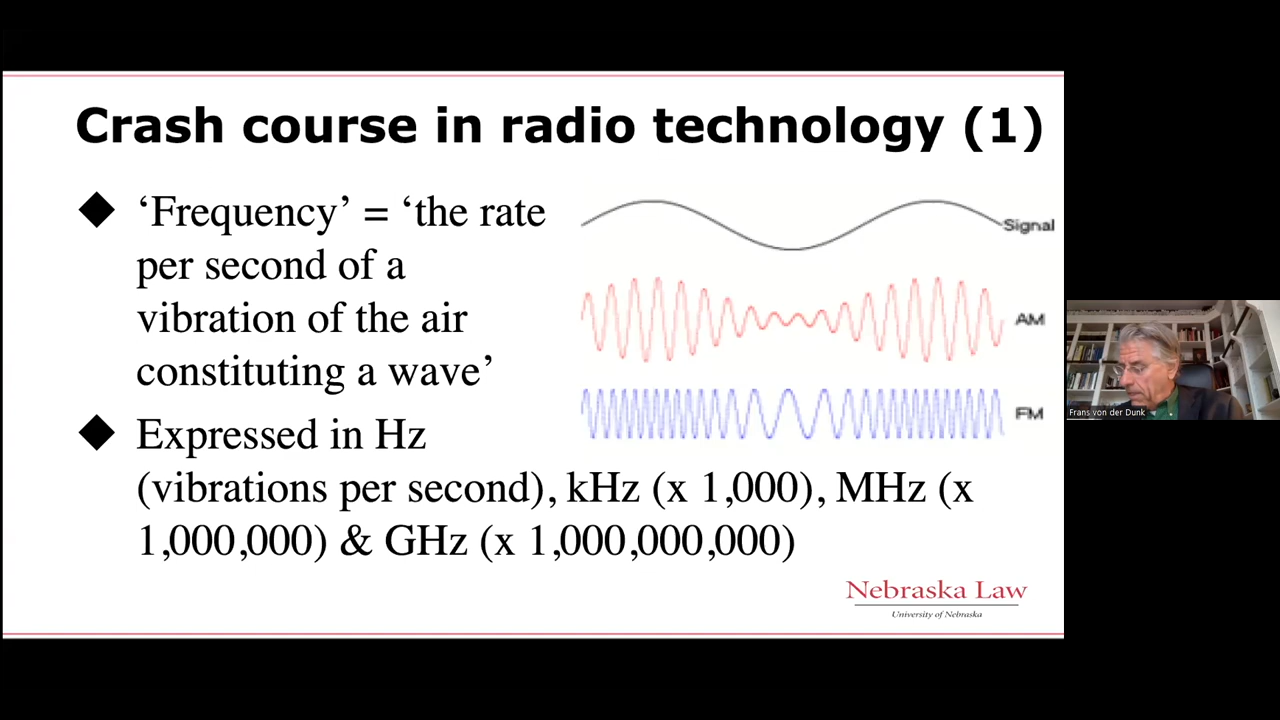 Crash course in radio technology (1)
‘Frequency’ = ‘the rate
per second of a
vibration of the air
constituting a wave’
Expressed in Hz
(vibrations per second), kHz (x 1,000), MHz (x
1,000,000) & GHz (x 1,000,000,000)
Signal
AM
FM
Nebraska Law
University of Nebraska
Frans von der Dunk